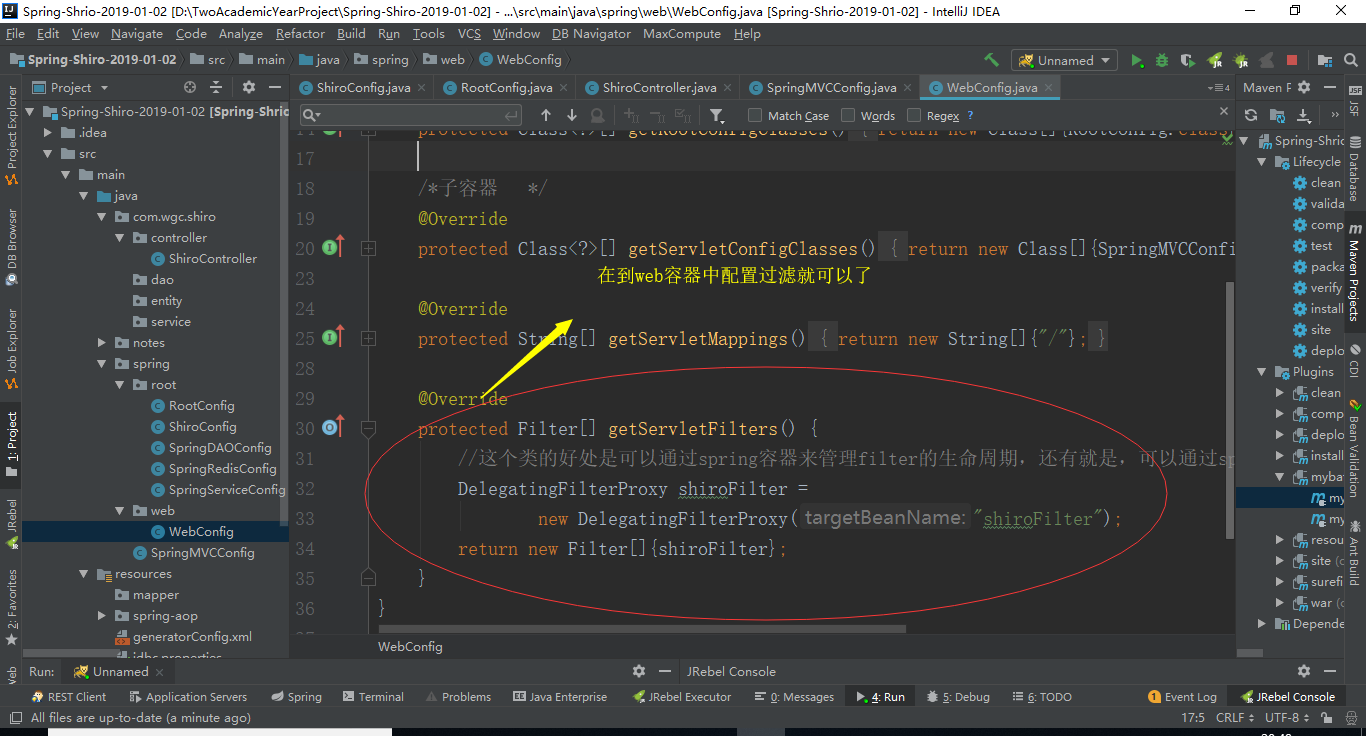 Spring-Shiro-2019-01-02 [D:\TwoAcademicYearProject\Spring-Shiro-2019-01-02] - ...\src\main\java\spring\web\WebConfig.java [Spring-Shrio-2019-01-02] - IntelliJ IDEA
File Edit View Navigate Code Analyze Refactor Build Run Tools VCS Window DB Navigator MaxCompute Help
Spring-Shiro-2019-01-02 src main java spring web WebConfig Unnamed
Project
ShiroConfig.java RootConfig.java ShiroController.java SpringMVCConfig.java WebConfig.java
Maven
Match Case Words Regex ?
Spring-Shiro-2019-01-02 [Spring-Shric
.idea
src
main
java
com.wgc.shiro
controller
ShiroController
dao
entity
service
notes
spring
root
RootConfig
ShiroConfig
SpringDAOConfig
SpringRedisConfig
SpringServiceConfig
web
WebConfig
SpringMVCConfig
resources
mapper
spring-aop
generatorConfig.xml
jdbc.properties
protected Class<?>[] getRootConfigClasses() { return new Class[]{RootConfig.class
17
18 /*子容器 */
19 @Override
20 protected Class<?>[] getServletConfigClasses() { return new Class[]{SpringMVCConfi
在到web容器中配置过滤就可以了
23
24 @Override
25 protected String[] getServletMappings() { return new String[]{"/"}; }
28
29 @Override
30 protected Filter[] getServletFilters() {
31 //这个类的好处是可以通过spring容器来管理filter的生命周期，还有就是，可以通过sp
32 DelegatingFilterProxy shiroFilter =
33 new DelegatingFilterProxy( targetBeanName: "shiroFilter");
34 return new Filter[]{shiroFilter};
35 }
36 }
WebConfig
Spring-Shric
Lifecycle
clean
valida
comp
test
packa
verify
install
site
deplo
Plugins
clean
comp
deplo
install
myba
my
my
resou
site (
surefi
war (
Depende
Project Explorer
DB Browser
Job Explorer
1: Project
JRebel
2: Favorites
Web
JSF
Database
Maven Projects
CDI
Bean Validation
Ant Build
Run: Unnamed JRebel Console
REST Client Application Servers Spring Terminal Problems Java Enterprise JRebel Executor 0: Messages 4: Run 5: Debug 6: TODO 1 Event Log JRebel Console
All files are up-to-date (a minute ago) 17:5 CRLF UTF-8